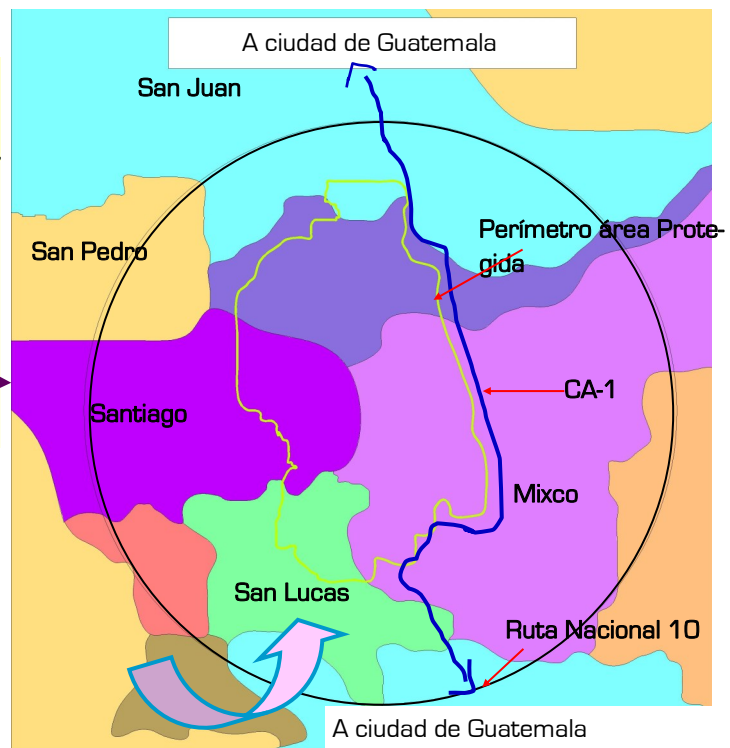 A ciudad de Guatemala
San Juan
Perímetro área Prote-
gida
San Pedro
CA-1
Santiago
Mixco
San Lucas
Ruta Nacional 10
A ciudad de Guatemala